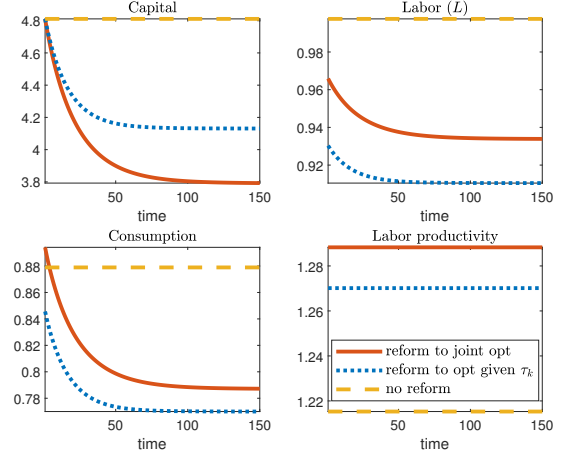 Capital
4.8
4.6
4.4
4.2
4
3.8
50
100
150
time
Labor (L)
0.98
0.96
0.94
0.92
50
100
150
time
Consumption
0.88
0.86
0.84
0.82
0.8
0.78
50
100
150
time
Labor productivity
1.28
1.26
1.24
1.22
reform to joint opt
reform to opt given τk
no reform
50
100
150
time